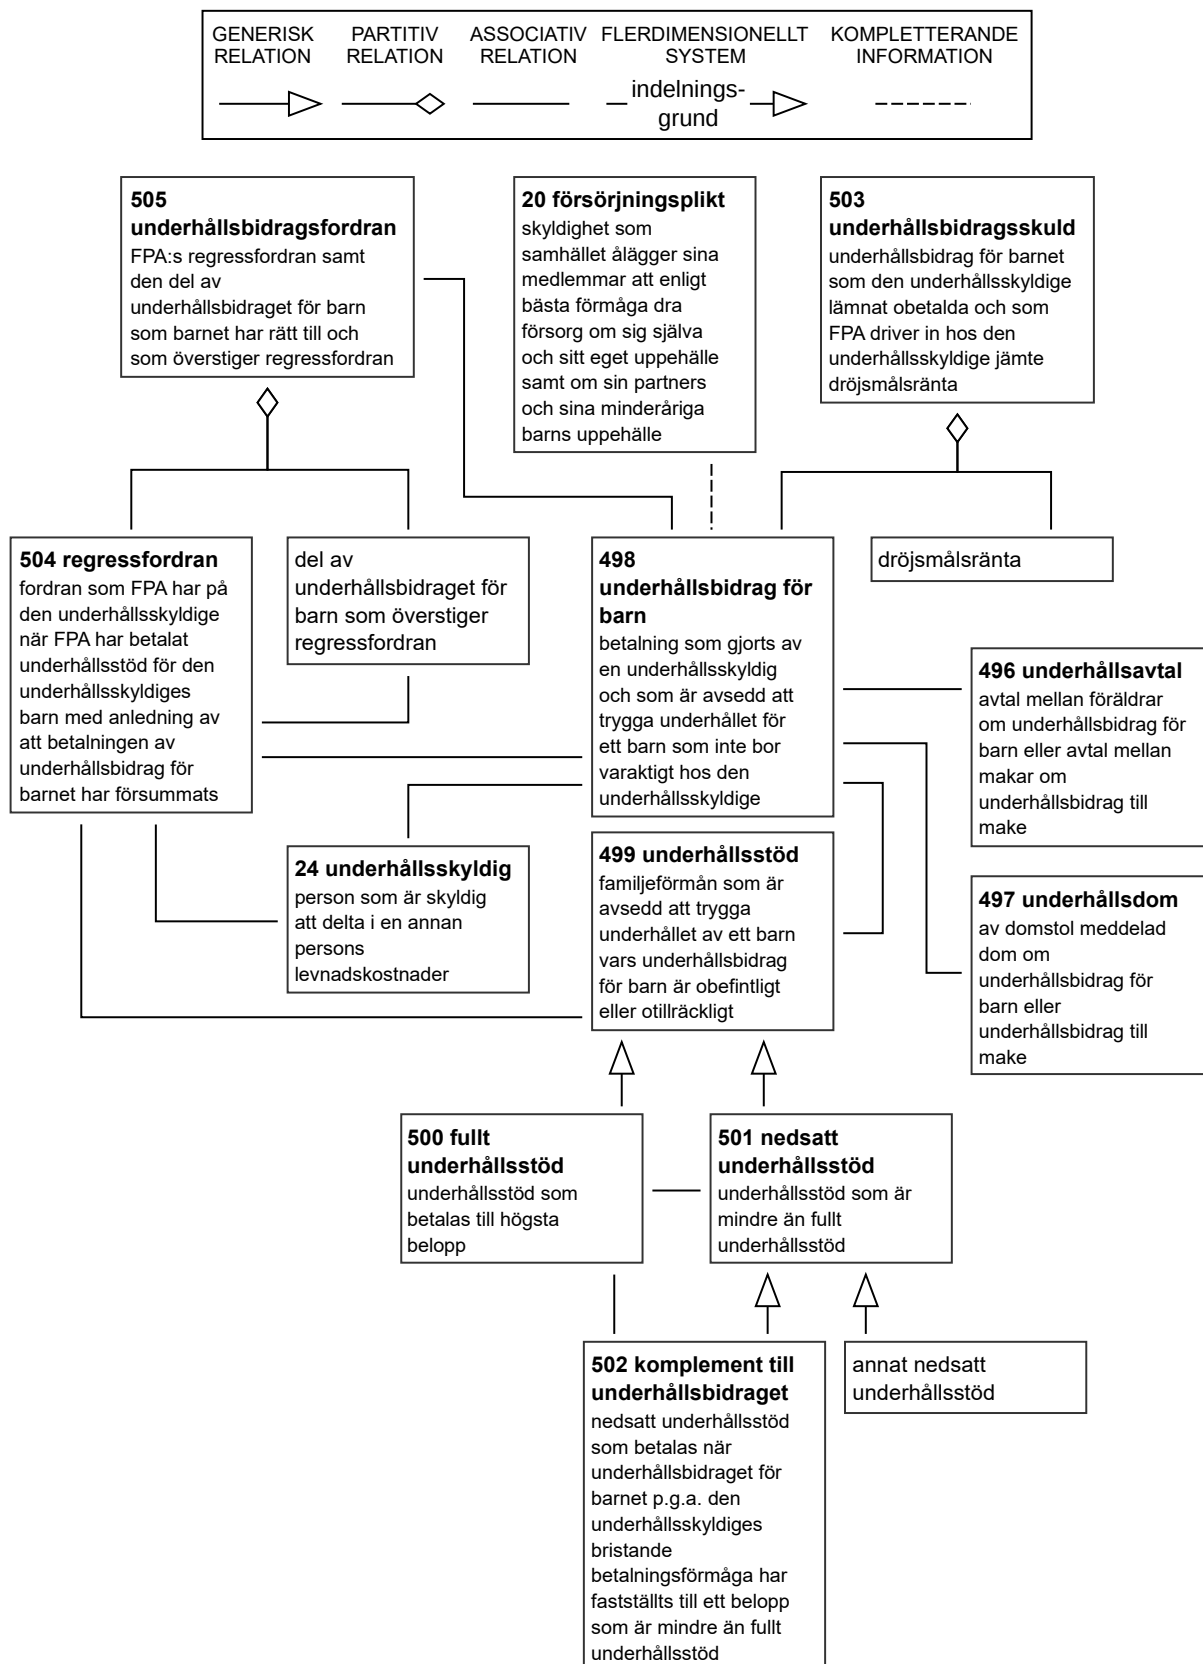 GENERISK
RELATION
PARTITIV
RELATION
ASSOCIATIV
RELATION
FLERDIMENSIONELLT
SYSTEM
KOMPLETTERANDE
INFORMATION
indelnings-
grund
505
underhållsbidragsfordran
FPA:s regressfordran samt
den del av
underhållsbidraget för barn
som barnet har rätt till och
som överstiger regressfordran
20 försörjningsplikt
skyldighet som
samhället ålägger sina
medlemmar att enligt
bästa förmåga dra
försorg om sig själva
och sitt eget uppehälle
samt om sin partners
och sina minderåriga
barns uppehälle
503
underhållsbidragsskuld
underhållsbidrag för barnet
som den underhållsskyldige
lämnat obetalda och som
FPA driver in hos den
underhållsskyldige jämte
dröjsmålsränta
504 regressfordran
fordran som FPA har på
den underhållsskyldige
när FPA har betalat
underhållsstöd för den
underhållsskyldiges
barn med anledning av
att betalningen av
underhållsbidrag för
barnet har försummats
del av
underhållsbidraget för
barn som överstiger
regressfordran
498
underhållsbidrag för
barn
betalning som gjorts av
en underhållsskyldig
och som är avsedd att
trygga underhållet för
ett barn som inte bor
varaktigt hos den
underhållsskyldige
dröjsmålsränta
496 underhållsavtal
avtal mellan föräldrar
om underhållsbidrag för
barn eller avtal mellan
makar om
underhållsbidrag till
make
24 underhållsskyldig
person som är skyldig
att delta i en annan
persons
levnadskostnader
499 underhållsstöd
familjeförmån som är
avsedd att trygga
underhållet av ett barn
vars underhållsbidrag
för barn är obefintligt
eller otillräckligt
497 underhållsdom
av domstol meddelad
dom om
underhållsbidrag för
barn eller
underhållsbidrag till
make
500 fullt
underhållsstöd
underhållsstöd som
betalas till högsta
belopp
501 nedsatt
underhållsstöd
underhållsstöd som är
mindre än fullt
underhållsstöd
502 komplement till
underhållsbidraget
nedsatt underhållsstöd
som betalas när
underhållsbidraget för
barnet p.g.a. den
underhållsskyldiges
bristande
betalningsförmåga har
fastställts till ett belopp
som är mindre än fullt
underhållsstöd
annat nedsatt
underhållsstöd